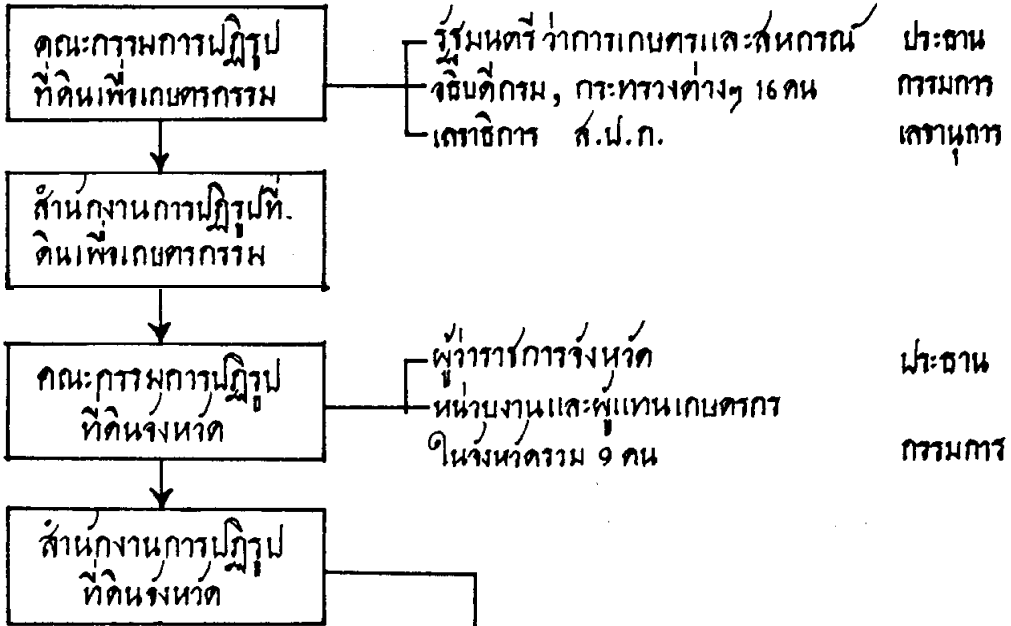 คณะกรรมการปฏิรูป
ที่ดินเพื่อเกษตรกรรม
รัฐมนตรีว่าการเกษตรและสหกรณ์ ประธาน
อธิบดีกรม, กระทรวงต่างๆ 16 คน กรรมการ
เลขาธิการ ส.ป.ก. เลขานุการ
สำนักงานการปฏิรูปที่-
ดินเพื่อเกษตรกรรม
คณะกรรมการปฏิรูป
ที่ดินจังหวัด
ผู้ว่าราชการจังหวัด ประธาน
หน่วยงานและผู้แทนเกษตรกร
ในจังหวัดรวม 9 คน กรรมการ
สำนักงานการปฏิรูป
ที่ดินจังหวัด